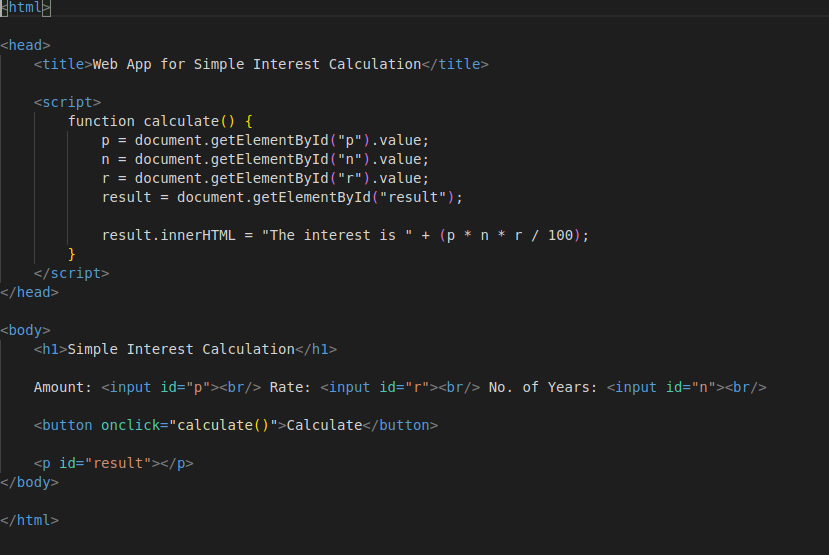 <html>
<head>
<title>Web App for Simple Interest Calculation</title>
<script>
function calculate() {
p = document.getElementById("p").value;
n = document.getElementById("n").value;
r = document.getElementById("r").value;
result = document.getElementById("result");
result.innerHTML = "The interest is " + (p * n * r / 100);
}
</script>
</head>
<body>
<h1>Simple Interest Calculation</h1>
Amount: <input id="p"><br/> Rate: <input id="r"><br/> No. of Years: <input id="n"><br/>
<button onclick="calculate()">Calculate</button>
<p id="result"></p>
</body>
</html>